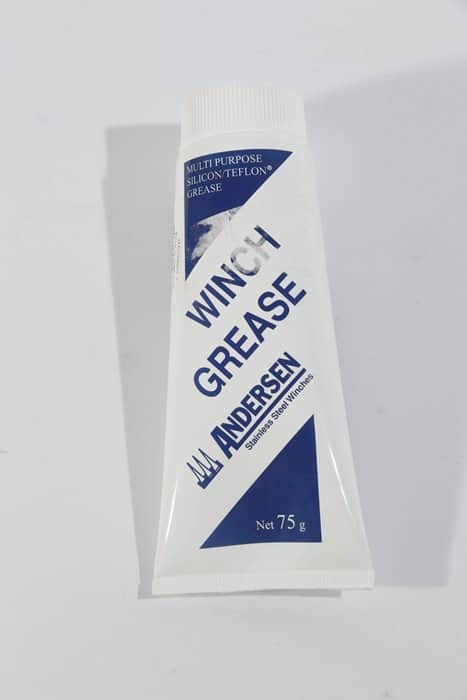 MULTI PURPOSE
SILICON/TEFLON®
GREASE
WINCH
GREASE
ANDERSEN
Stainless Steel Winches
Net 75 g